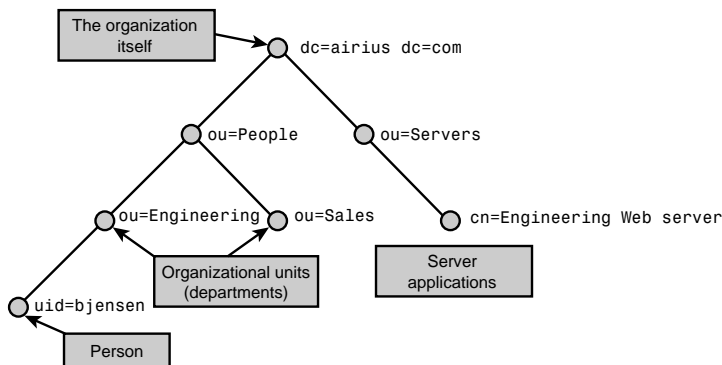 The organization
itself
dc=airius dc=com
ou=People
ou=Servers
ou=Engineering
ou=Sales
cn=Engineering Web server
Organizational units
(departments)
Server
applications
uid=bjensen
Person